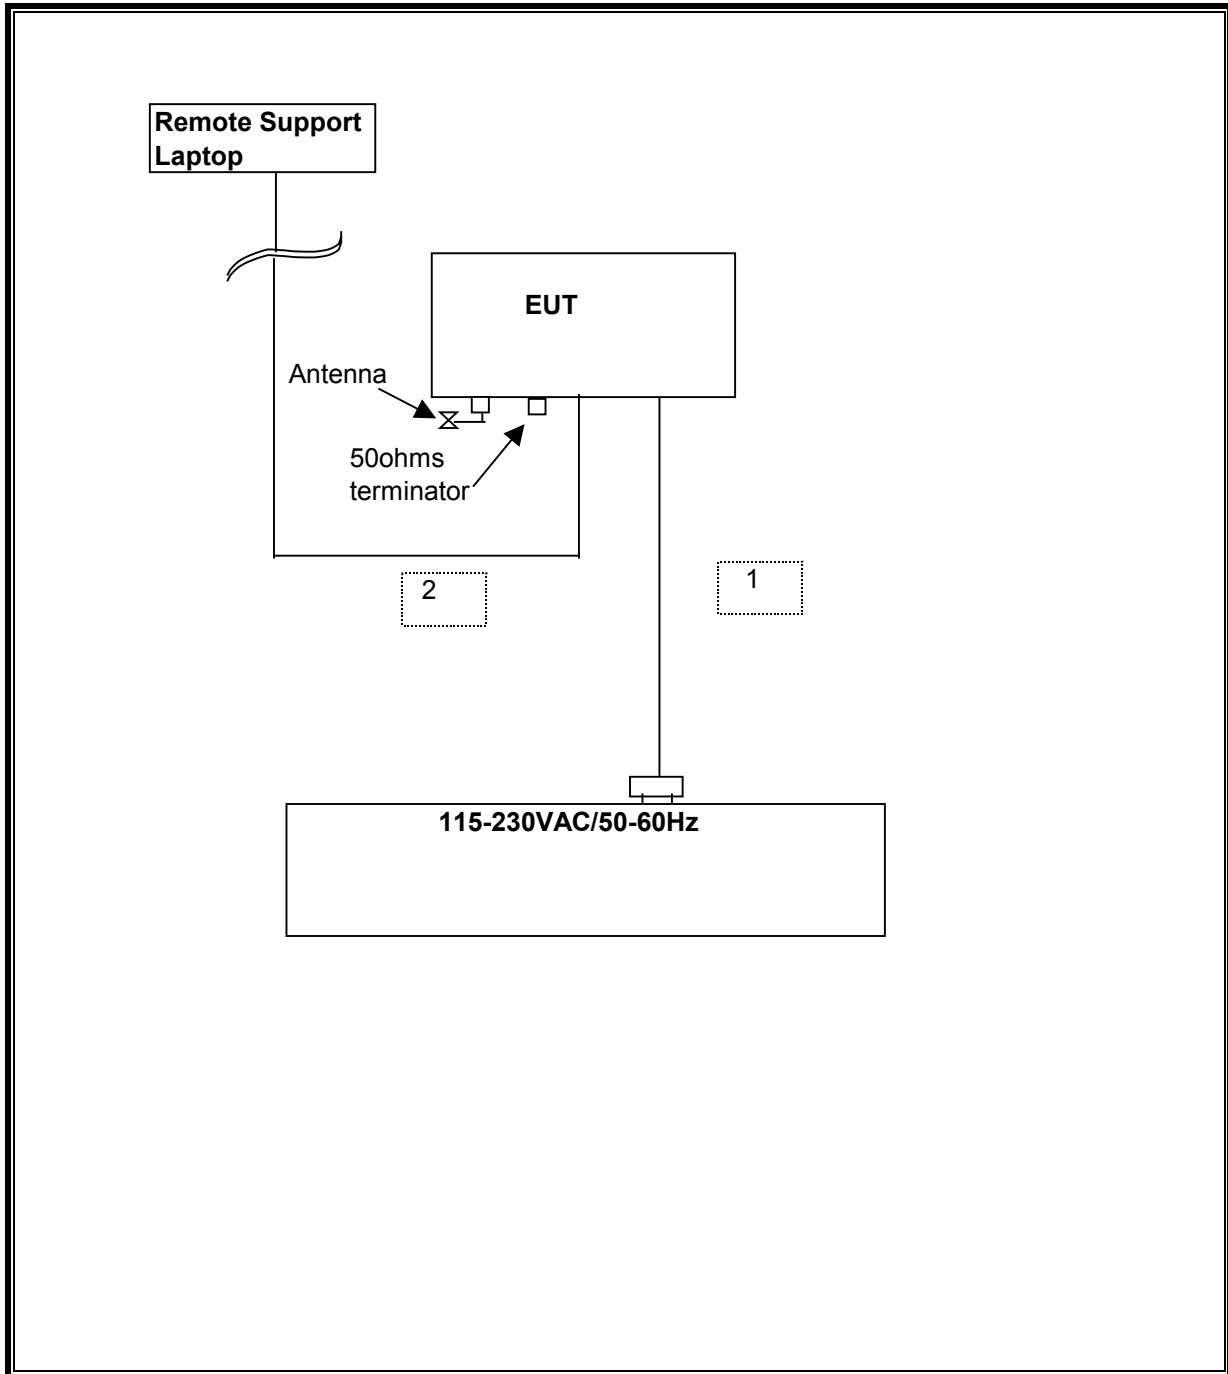 Remote Support
Laptop
EUT
Antenna
50ohms
terminator
2
1
115-230VAC/50-60Hz